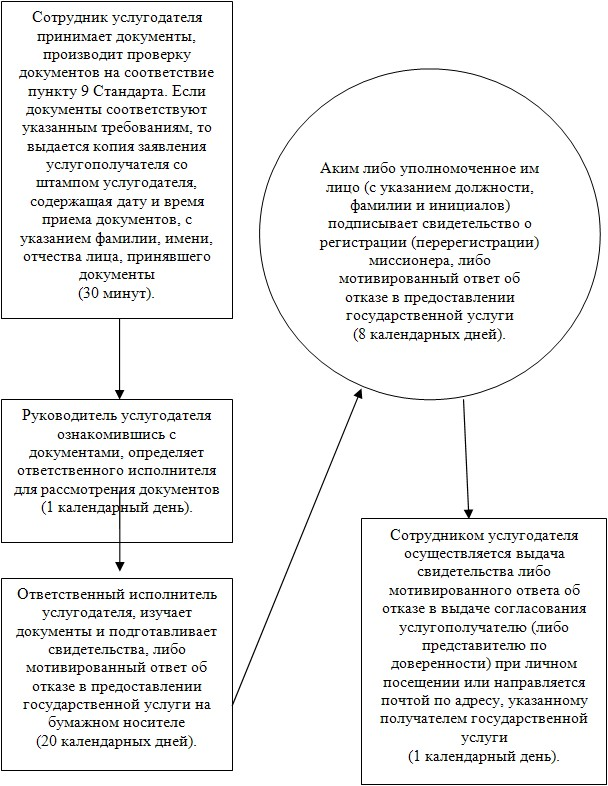 Сотрудник услугодателя
принимает документы,
производит проверку
документов на соответствие
пункту 9 Стандарта. Если
документы соответствуют
указанным требованиям, то
выдается копия заявления
услугополучателя со
штампом услугодателя,
содержащая дату и время
приема документов, с
указанием фамилии, имени,
отчества лица, принявшего
документы
(30 минут).
Руководитель услугодателя
ознакомившись с
документами, определяет
ответственного исполнителя
для рассмотрения документов
(1 календарный день).
Ответственный исполнитель
услугодателя, изучает
документы и подготавливает
свидетельства, либо
мотивированный ответ об
отказе в предоставлении
государственной услуги на
бумажном носителе
(20 календарных дней).
Аким либо уполномоченное им
лицо (с указанием должности,
фамилии и инициалов)
подписывает свидетельство о
регистрации (перерегистрации)
миссионера, либо
мотивированный ответ об
отказе в предоставлении
государственной услуги
(8 календарных дней).
Сотрудником услугодателя
осуществляется выдача
свидетельства либо
мотивированного ответа об
отказе в выдаче согласования
услугополучателю (либо
представителю по
доверенности) при личном
посещении или направляется
почтой по адресу, указанному
получателем государственной
услуги
(1 календарный день).